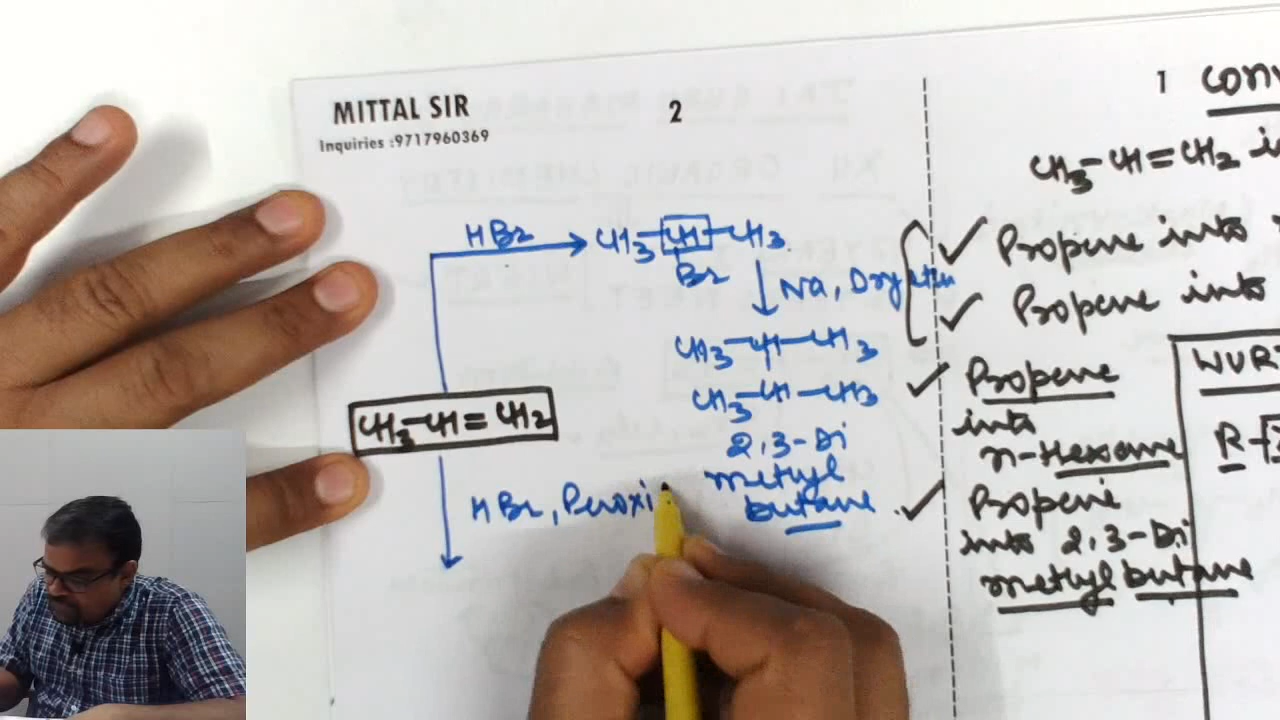 MITTAL SIR
Inquiries :9717960369
2
HBr
CH3-CH-CH3
Br
Na, Dry ether
CH3-CH-CH3
CH3-CH-CH3
2,3-Di
methyl
butane
CH3-CH=CH2
HBr, Peroxi
1 CONV
CH3-CH=CH2 i
✓ Propene into
✓ Propene into
✓ Propene
into
n-Hexane
✓ Propene
into 2,3-Di
methyl butane
WURT
R-